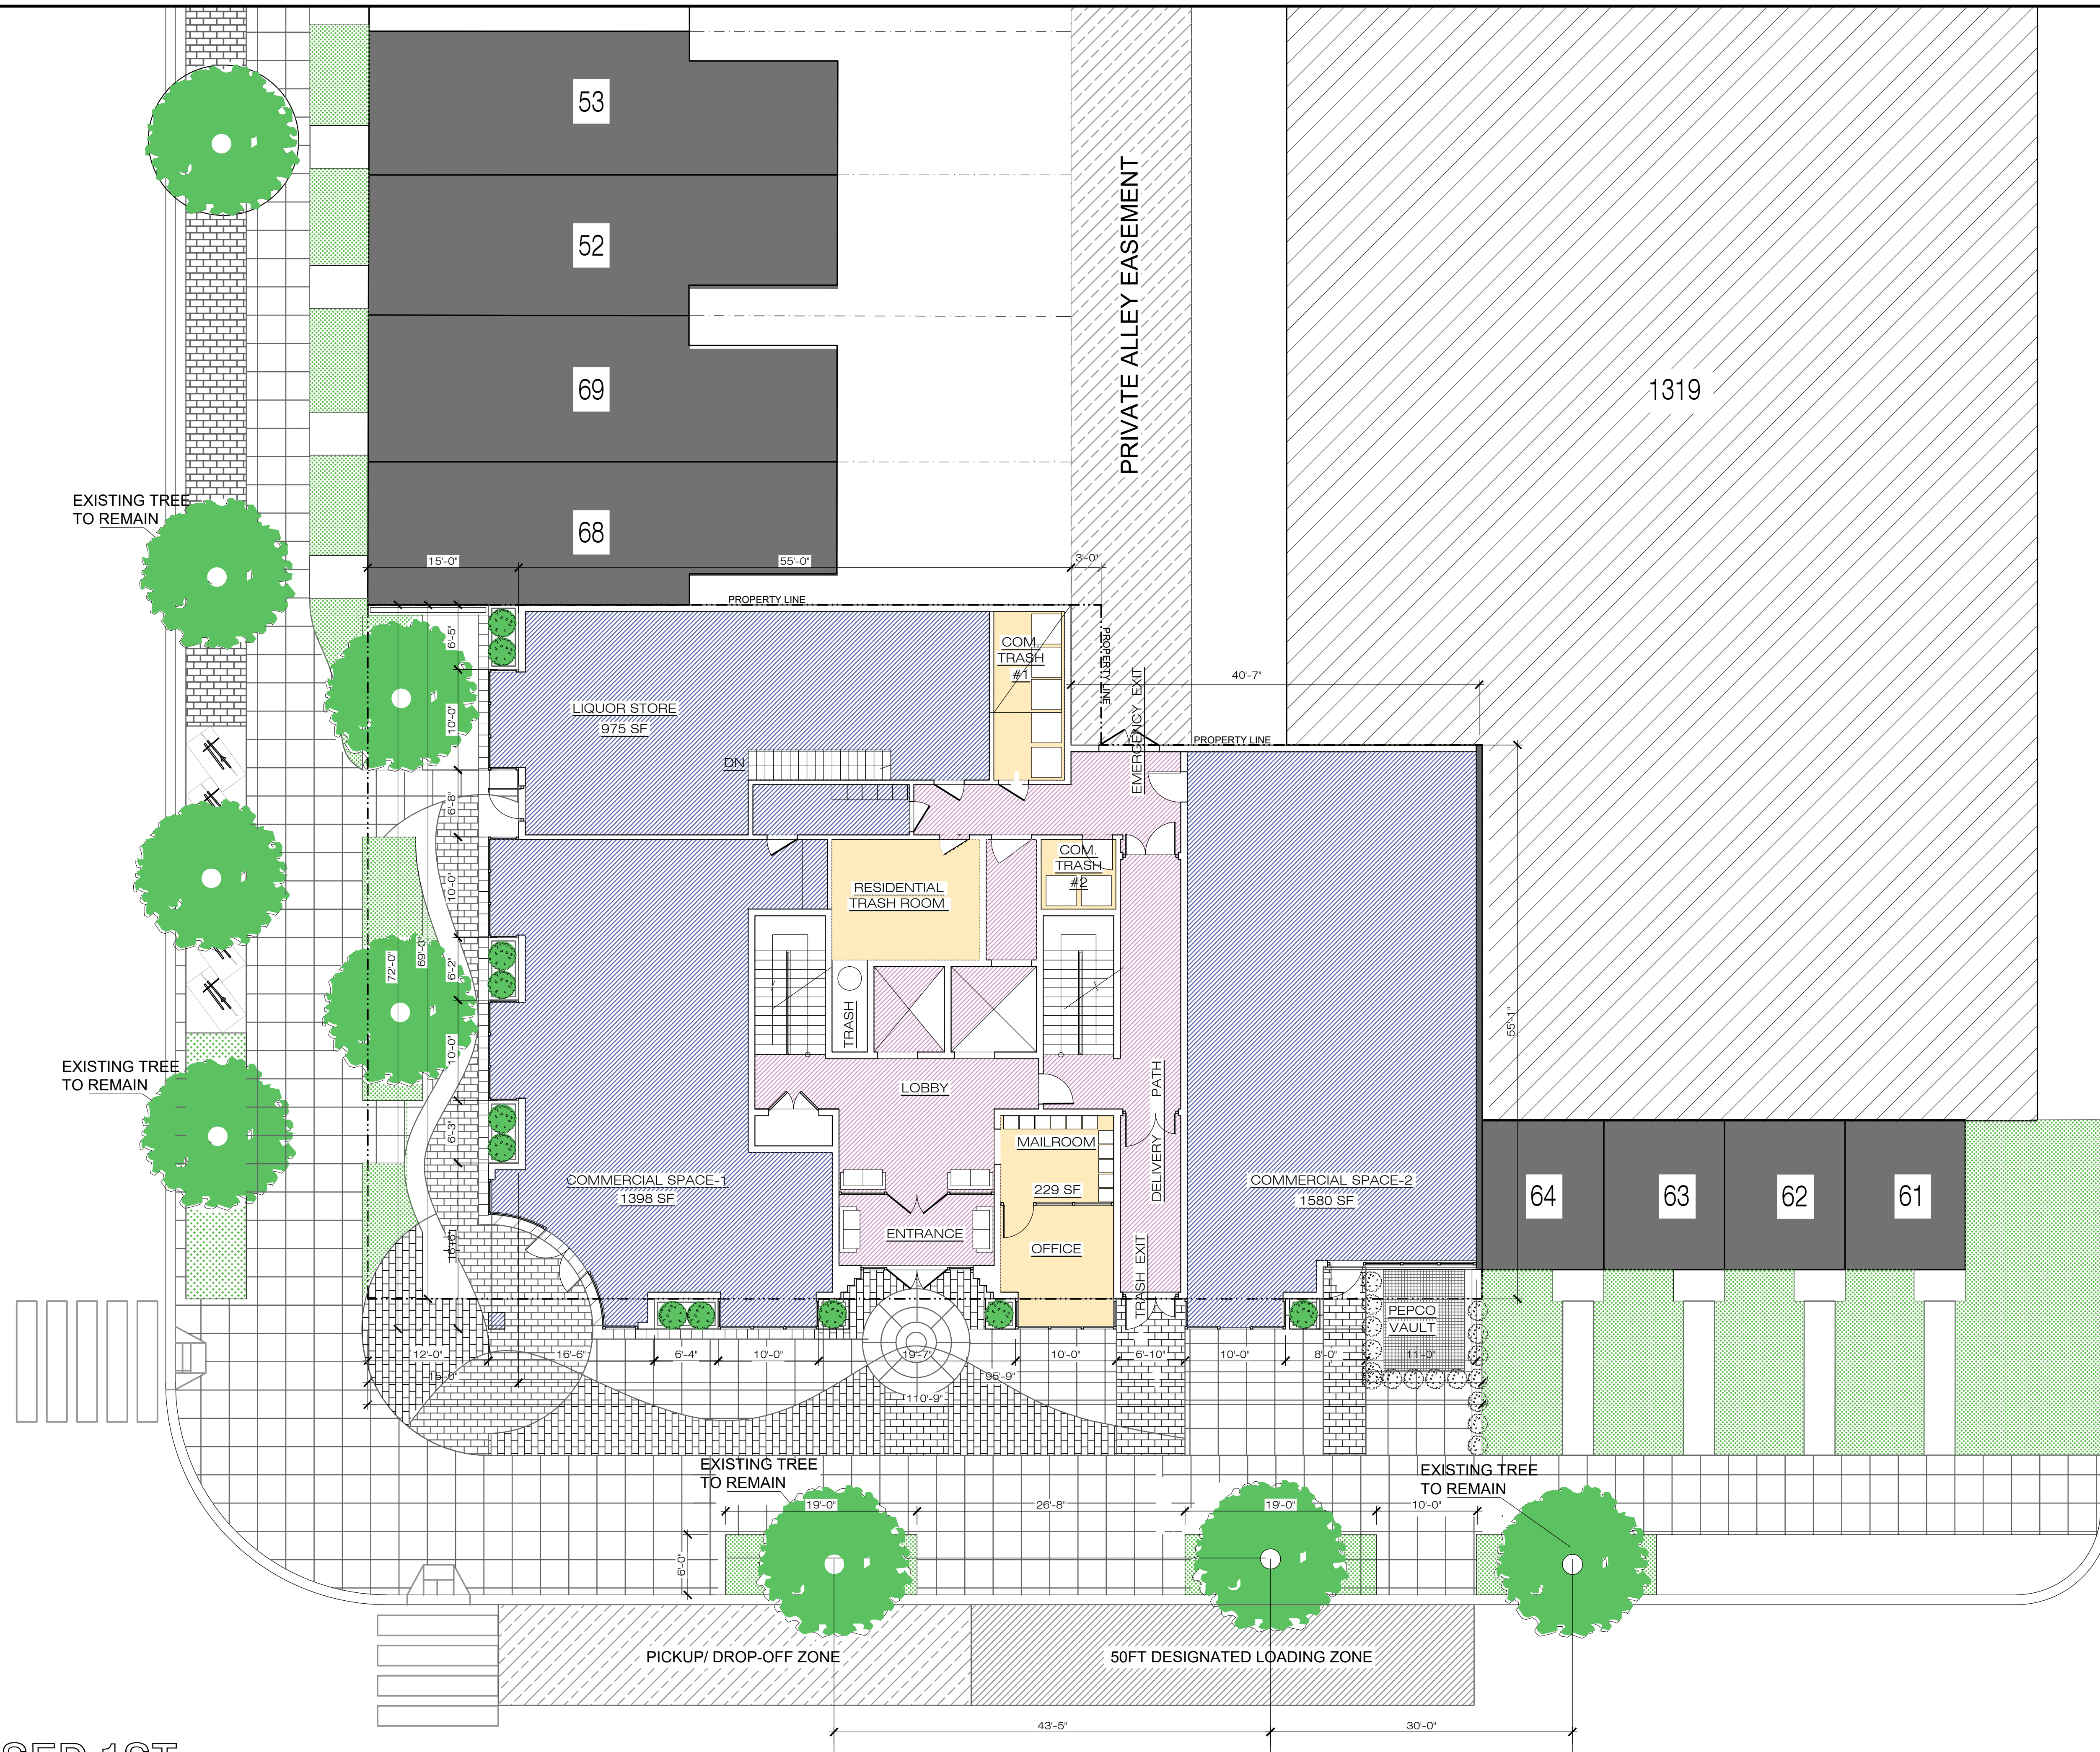 53
52
69
68
1319
PRIVATE ALLEY EASEMENT
EXISTING TREE
TO REMAIN
15'-0"
55'-0"
3'-0"
PROPERTY LINE
PROPERTY LINE
EMERGENCY EXIT
40'-7"
PROPERTY LINE
6'-5"
10'-0"
6'-8"
10'-0"
6'-2"
10'-0"
6'-3"
16'-6"
72'-0"
69'-0"
LIQUOR STORE
975 SF
COM.
TRASH
#1
DN
RESIDENTIAL
TRASH ROOM
COM.
TRASH
#2
TRASH
55'-1"
EXISTING TREE
TO REMAIN
LOBBY
DELIVERY PATH
MAILROOM
229 SF
COMMERCIAL SPACE-1
1398 SF
COMMERCIAL SPACE-2
1580 SF
ENTRANCE
OFFICE
TRASH EXIT
64
63
62
61
PEPCO
VAULT
12'-0"
16'-6"
6'-4"
10'-0"
19'-7"
10'-0"
6'-10"
10'-0"
8'-0"
11'-0"
15'-0"
95'-9"
110'-9"
EXISTING TREE
TO REMAIN
EXISTING TREE
TO REMAIN
19'-0"
26'-8"
19'-0"
10'-0"
6'-0"
PICKUP/ DROP-OFF ZONE
50FT DESIGNATED LOADING ZONE
43'-5"
30'-0"